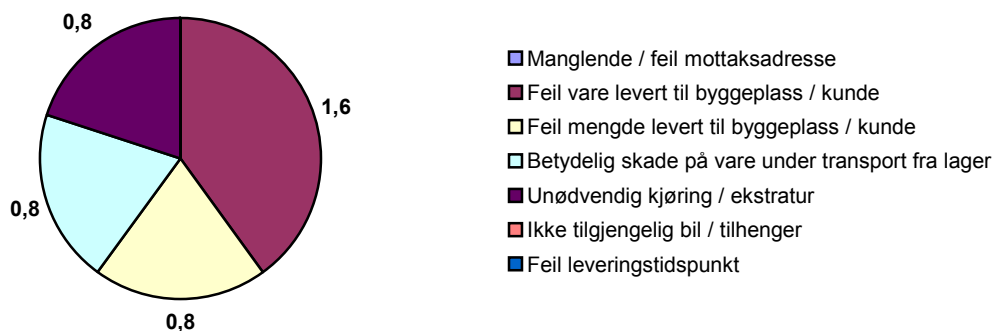 0,8
1,6
0,8
0,8
Manglende / feil mottaksadresse
Feil vare levert til byggeplass / kunde
Feil mengde levert til byggeplass / kunde
Betydelig skade på vare under transport fra lager
Unødvendig kjøring / ekstratur
Ikke tilgjengelig bil / tilhenger
Feil leveringstidspunkt